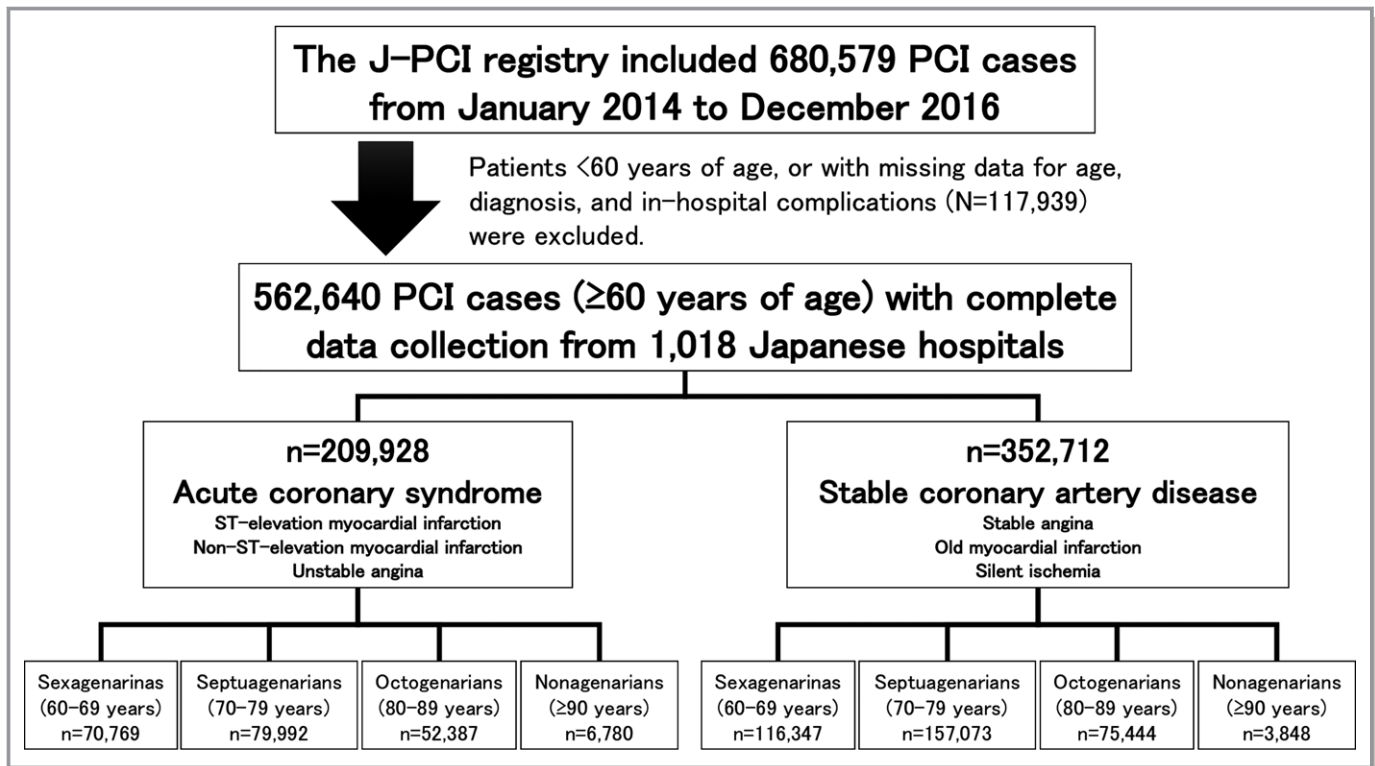 The J-PCI registry included 680,579 PCI cases
from January 2014 to December 2016
Patients <60 years of age, or with missing data for age,
diagnosis, and in-hospital complications (N=117,939)
were excluded.
562,640 PCI cases (≥60 years of age) with complete
data collection from 1,018 Japanese hospitals
n=209,928
Acute coronary syndrome
ST-elevation myocardial infarction
Non-ST-elevation myocardial infarction
Unstable angina
n=352,712
Stable coronary artery disease
Stable angina
Old myocardial infarction
Silent ischemia
Sexagenarinas
(60-69 years)
n=70,769
Septuagenarians
(70-79 years)
n=79,992
Octogenarians
(80-89 years)
n=52,387
Nonagenarians
(≥90 years)
n=6,780
Sexagenarinas
(60-69 years)
n=116,347
Septuagenarians
(70-79 years)
n=157,073
Octogenarians
(80-89 years)
n=75,444
Nonagenarians
(≥90 years)
n=3,848